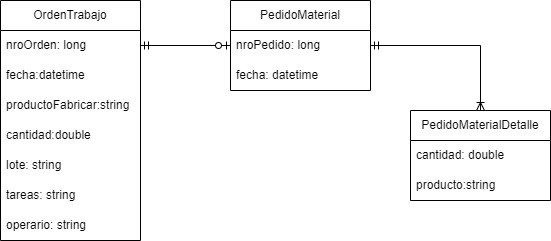 OrdenTrabajo
nroOrden: long
fecha:datetime
productoFabricar:string
cantidad:double
lote: string
tareas: string
operario: string
PedidoMaterial
nroPedido: long
fecha: datetime
PedidoMaterialDetalle
cantidad: double
producto:string